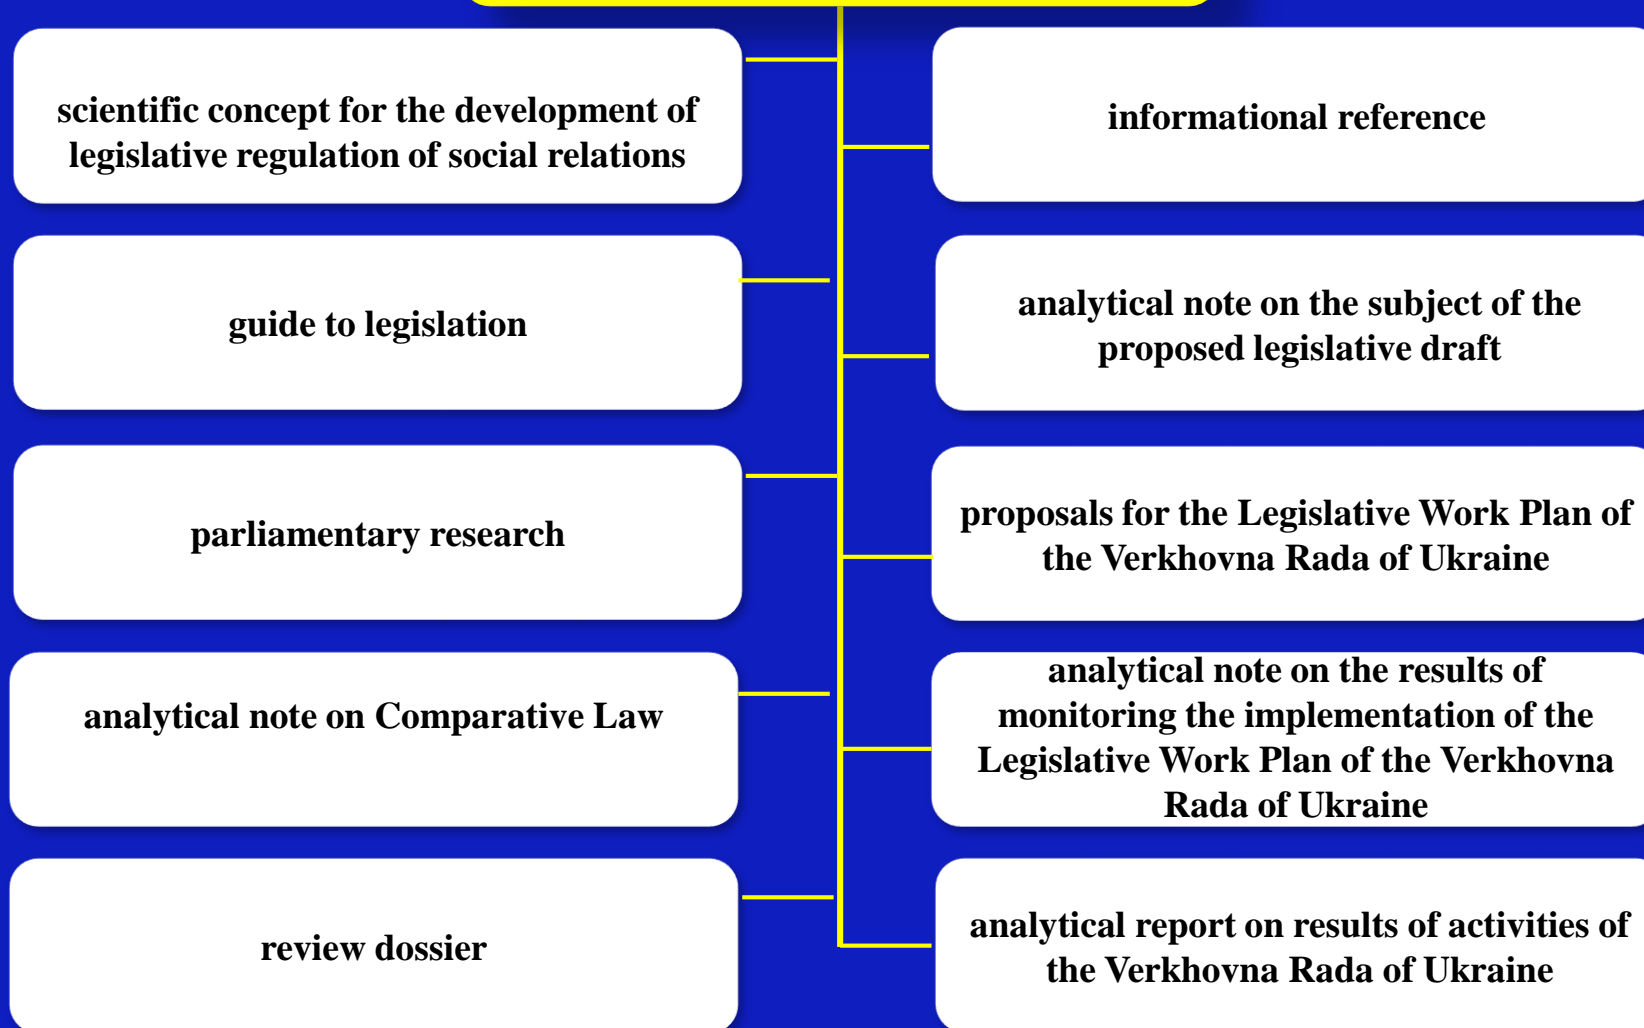 scientific concept for the development of
legislative regulation of social relations
guide to legislation
parliamentary research
analytical note on Comparative Law
review dossier
informational reference
analytical note on the subject of the
proposed legislative draft
proposals for the Legislative Work Plan of
the Verkhovna Rada of Ukraine
analytical note on the results of
monitoring the implementation of the
Legislative Work Plan of the Verkhovna
Rada of Ukraine
analytical report on results of activities of
the Verkhovna Rada of Ukraine